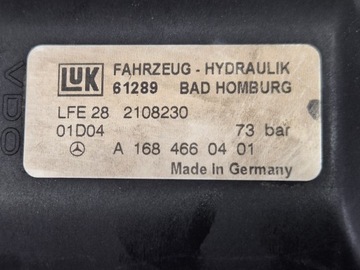 LUK FAHRZEUG - HYDRAULIK
61289 BAD HOMBURG
LFE 28 2108230
01D04 73 bar
A 168 466 04 01
Made in Germany
VDO